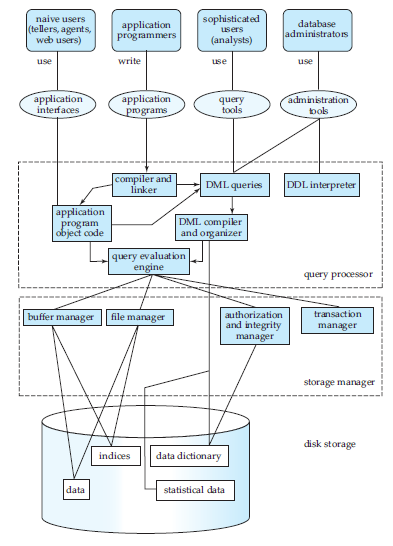 naive users
(tellers, agents,
web users)
application
programmers
sophisticated
users
(analysts)
database
administrators
use
write
use
use
application
interfaces
application
programs
query
tools
administration
tools
compiler and
linker
DML queries
DDL interpreter
application
program
object code
DML compiler
and organizer
query evaluation
engine
query processor
buffer manager
file manager
authorization
and integrity
manager
transaction
manager
storage manager
disk storage
indices
data dictionary
data
statistical data